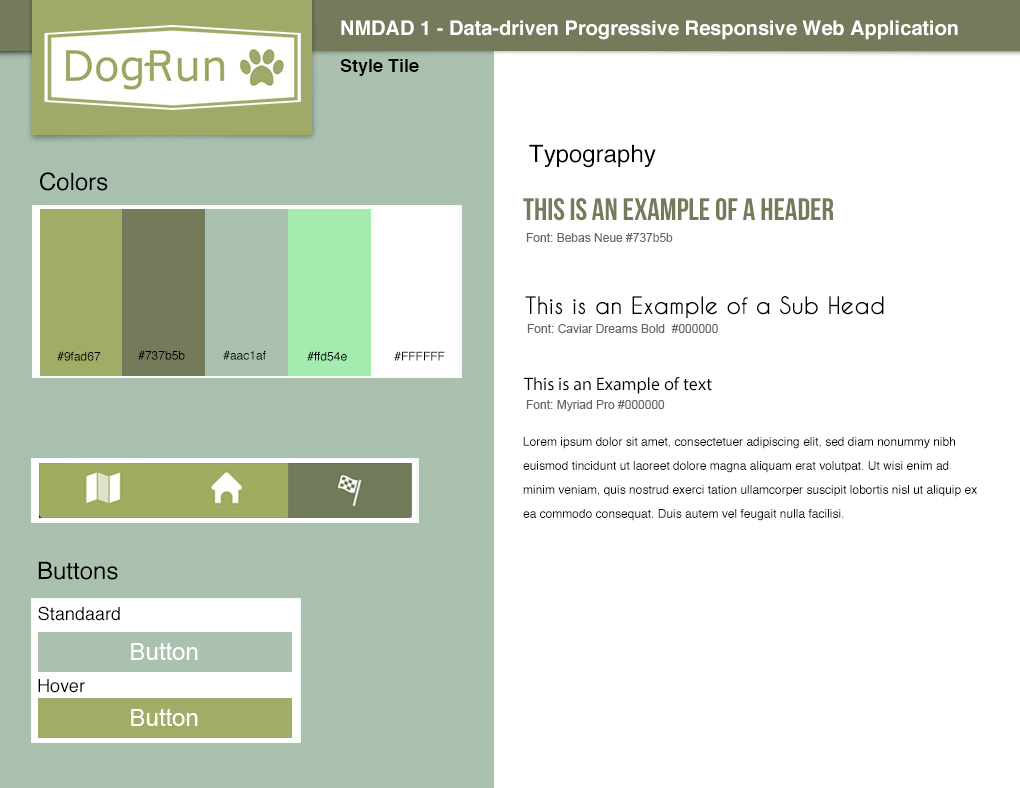 NMDAD 1 - Data-driven Progressive Responsive Web Application
DogRun
Style Tile
Colors
#9fad67
#737b5b
#aac1af
#ffd54e
#FFFFFF
Buttons
Standaard
Button
Hover
Button
Typography
THIS IS AN EXAMPLE OF A HEADER
Font: Bebas Neue #737b5b
This is an Example of a Sub Head
Font: Caviar Dreams Bold #000000
This is an Example of text
Font: Myriad Pro #000000
Lorem ipsum dolor sit amet, consectetuer adipiscing elit, sed diam nonummy nibh
euismod tincidunt ut laoreet dolore magna aliquam erat volutpat. Ut wisi enim ad
minim veniam, quis nostrud exerci tation ullamcorper suscipit lobortis nisl ut aliquip ex
ea commodo consequat. Duis autem vel feugait nulla facilisi.